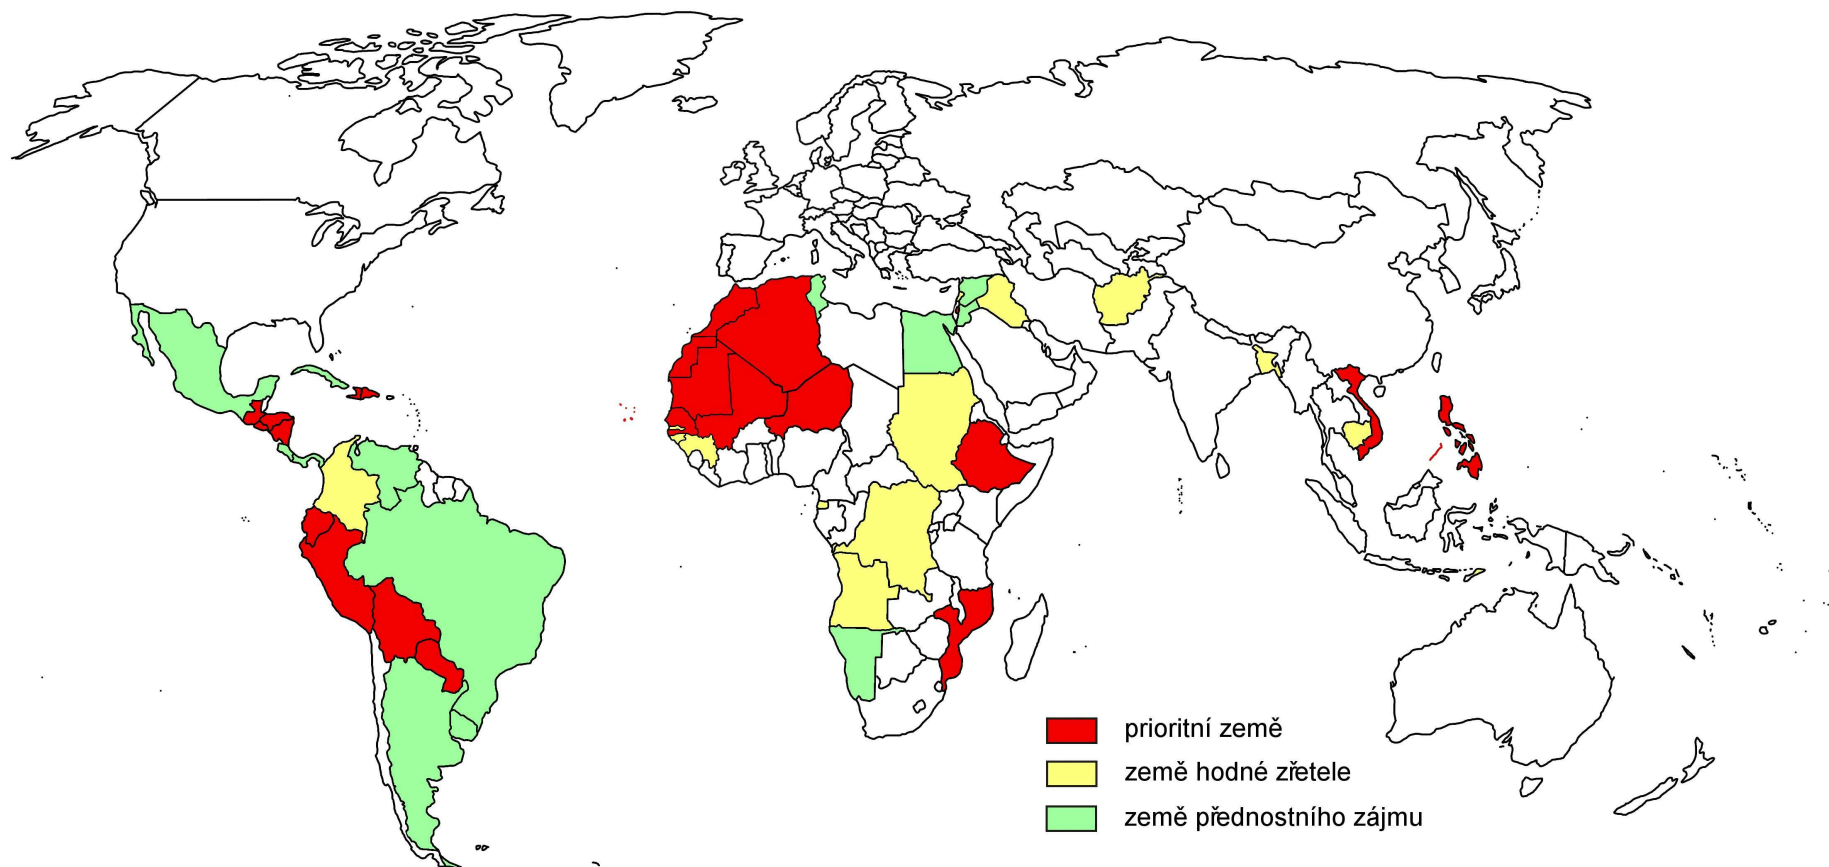 prioritní země
země hodné zřetele
země přednostního zájmu